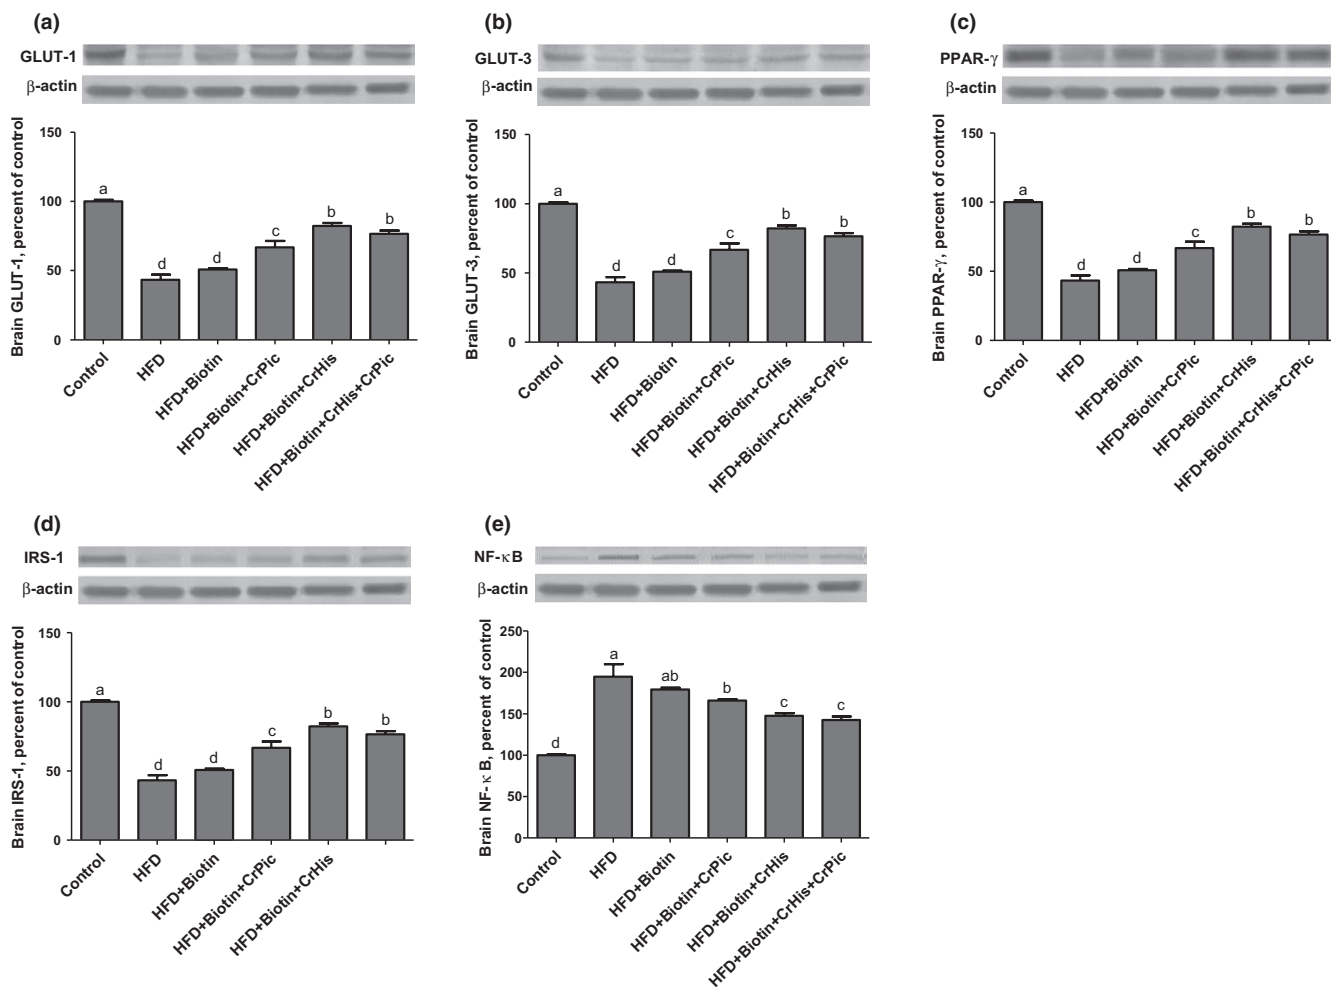 (a)
GLUT-1
β-actin
Brain GLUT-1, percent of control
150
100
50
0
a
d
d
c
b
b
Control
HFD
HFD+Biotin
HFD+Biotin+CrPic
HFD+Biotin+CrHis
HFD+Biotin+CrHis+CrPic
(b)
GLUT-3
β-actin
Brain GLUT-3, percent of control
150
100
50
0
a
d
d
c
b
b
Control
HFD
HFD+Biotin
HFD+Biotin+CrPic
HFD+Biotin+CrHis
HFD+Biotin+CrHis+CrPic
(c)
PPAR-γ
β-actin
Brain PPAR-γ, percent of control
150
100
50
0
a
d
d
c
b
b
Control
HFD
HFD+Biotin
HFD+Biotin+CrPic
HFD+Biotin+CrHis
HFD+Biotin+CrHis+CrPic
(d)
IRS-1
β-actin
Brain IRS-1, percent of control
150
100
50
0
a
d
d
c
b
b
Control
HFD
HFD+Biotin
HFD+Biotin+CrPic
HFD+Biotin+CrHis
(e)
NF-κB
β-actin
Brain NF-κ B, percent of control
250
200
150
100
50
0
d
a
ab
b
c
c
Control
HFD
HFD+Biotin
HFD+Biotin+CrPic
HFD+Biotin+CrHis
HFD+Biotin+CrHis+CrPic